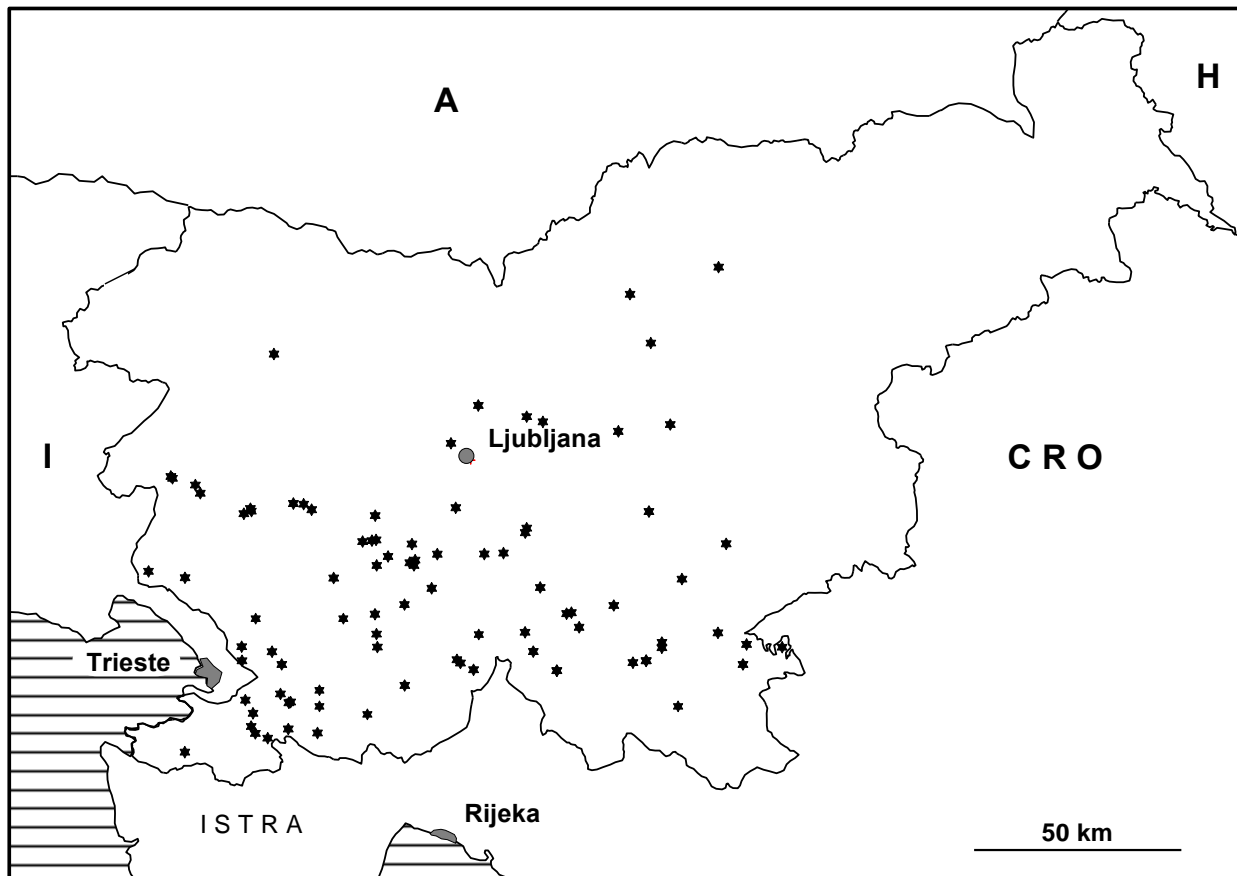 A
H
Ljubljana
I
C R O
Trieste
I S T R A
Rijeka
50 km